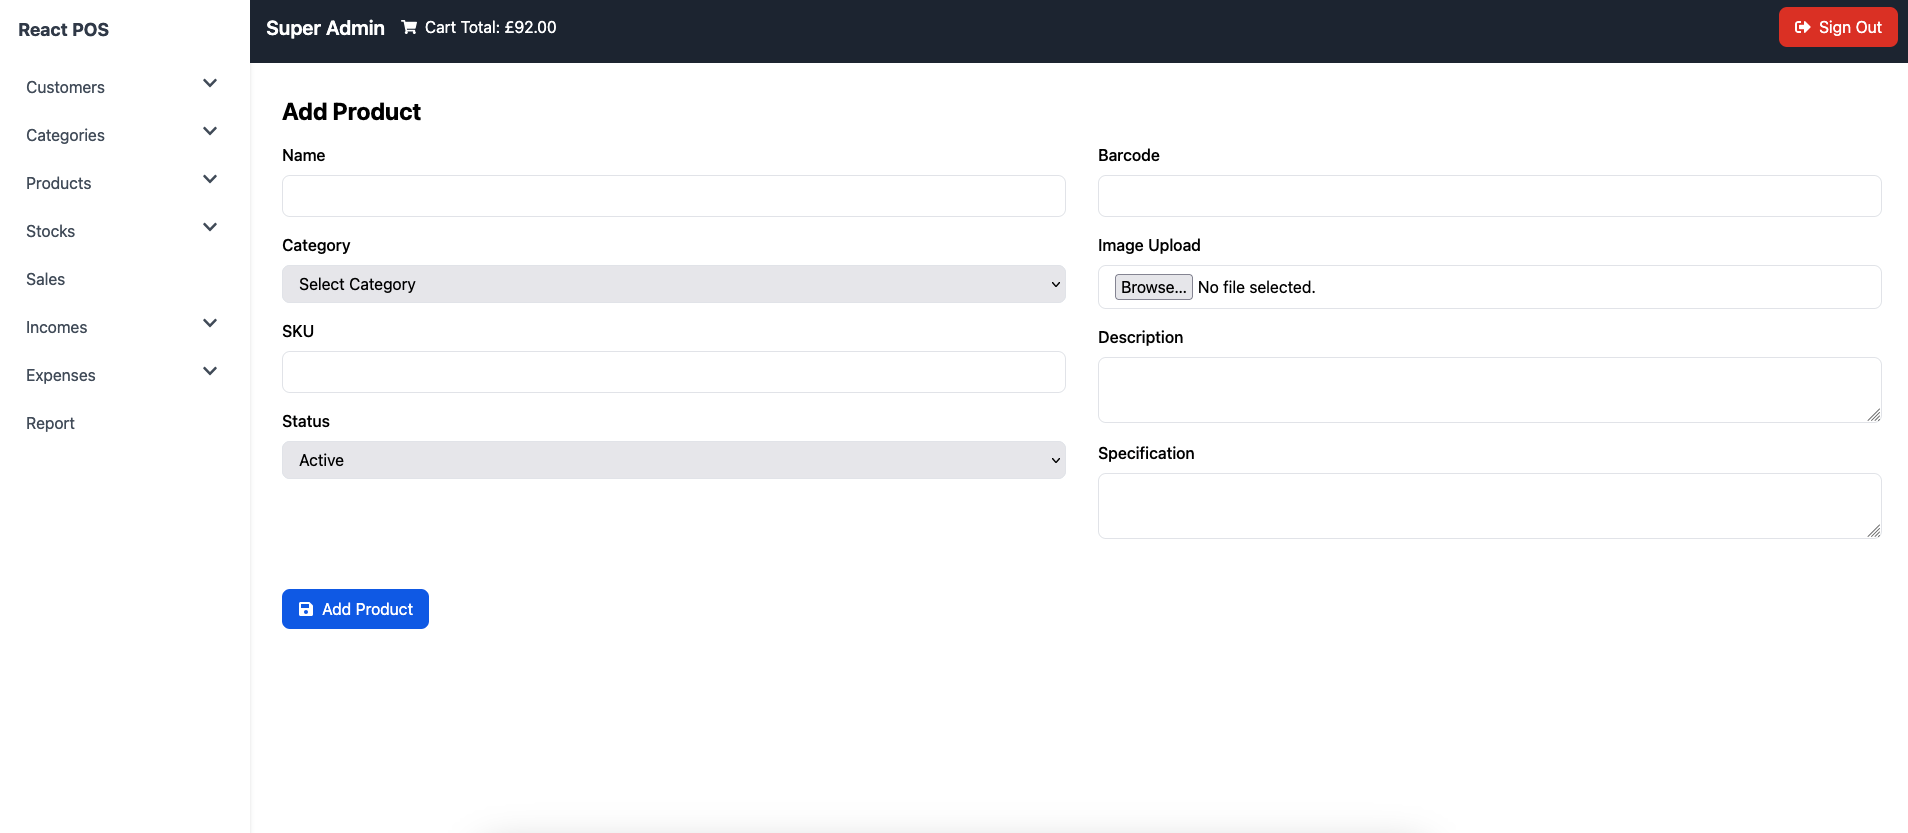 React POS
Customers
Categories
Products
Stocks
Sales
Incomes
Expenses
Report
Super Admin Cart Total: £92.00 Sign Out
Add Product
Name
Category
Select Category
SKU
Status
Active
Barcode
Image Upload
Browse... No file selected.
Description
Specification
Add Product